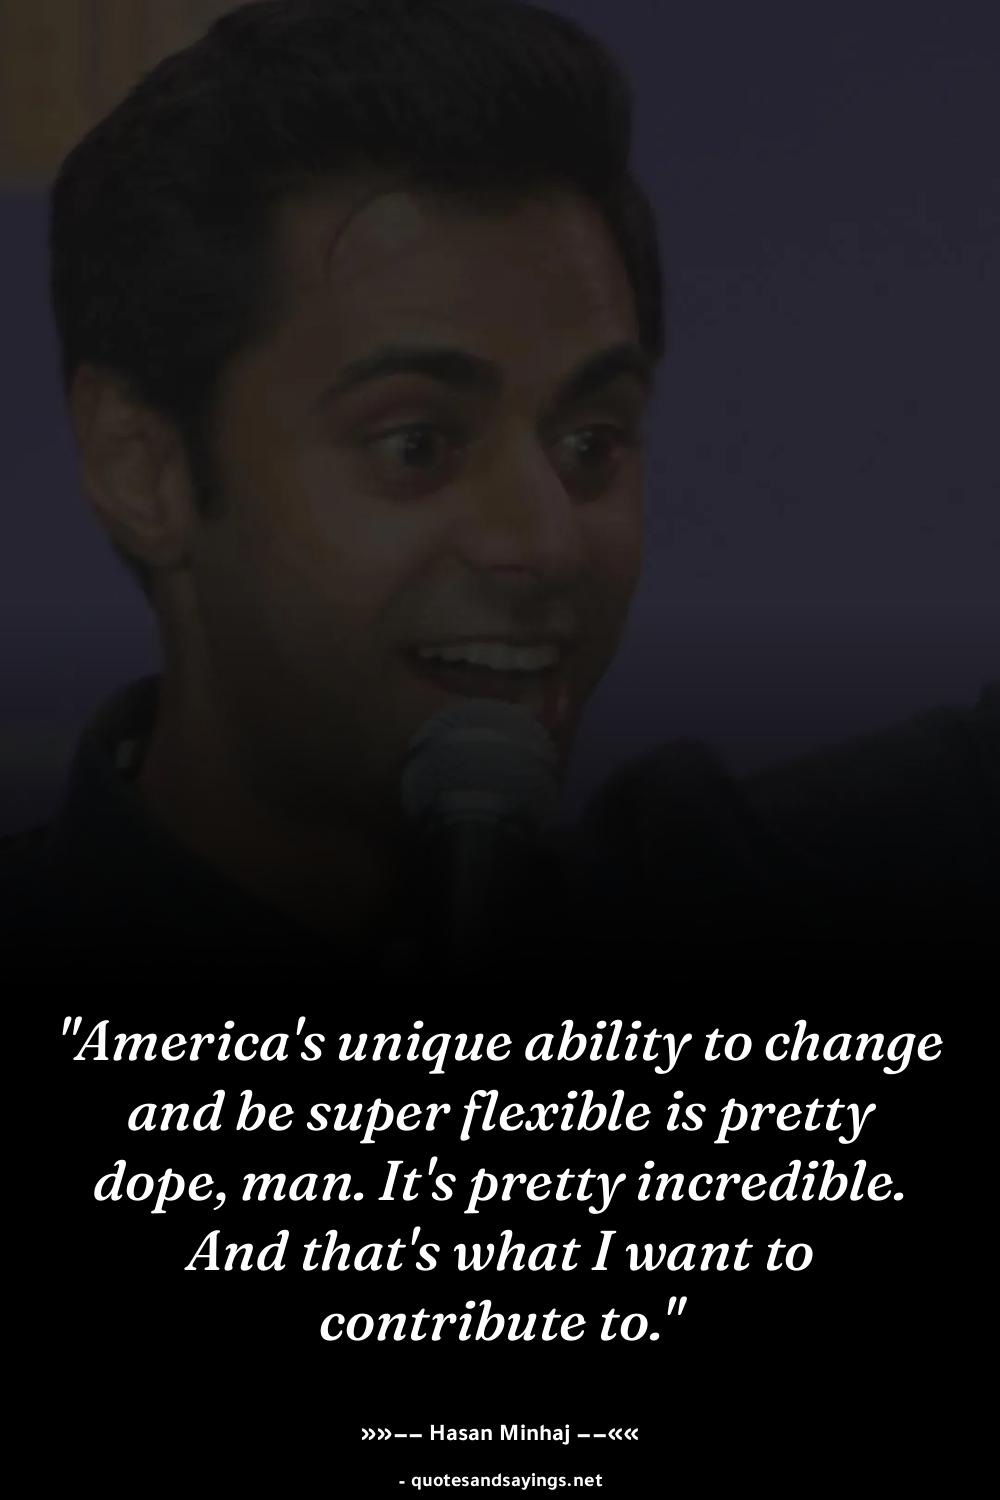 "America's unique ability to change
and be super flexible is pretty
dope, man. It's pretty incredible.
And that's what I want to
contribute to."
»»–– Hasan Minhaj ––««
- quotesandsayings.net